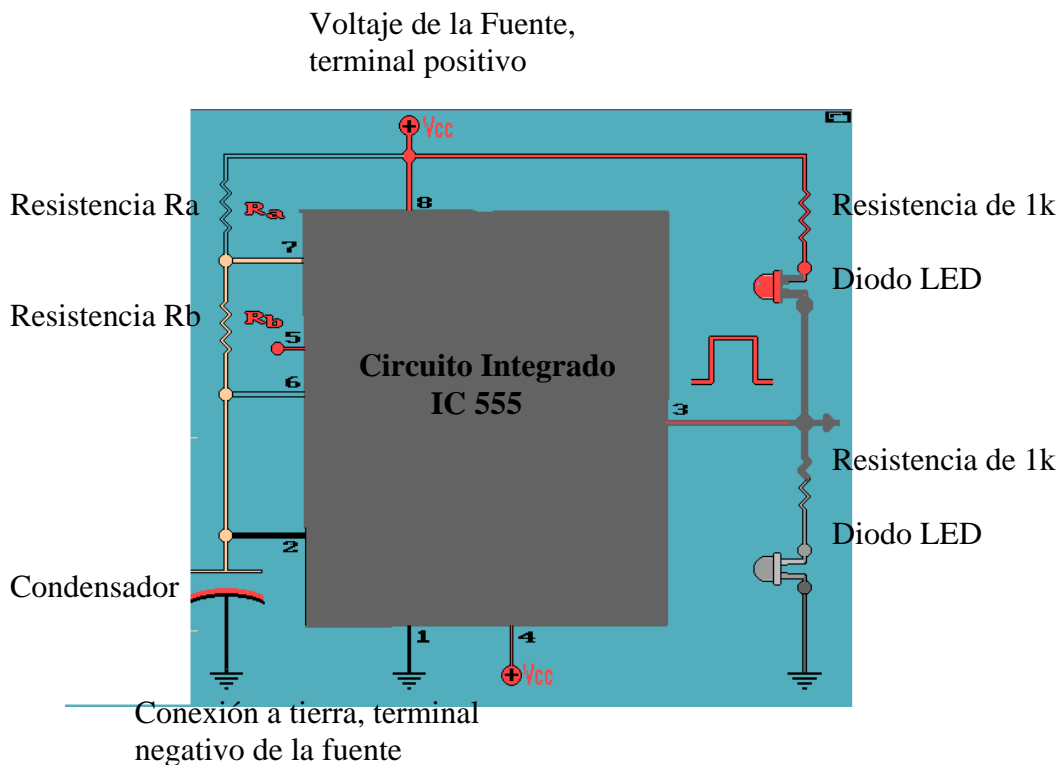 Voltaje de la Fuente,
terminal positivo
Vcc
8
Resistencia Ra
Ra
Resistencia de 1k
7
Diodo LED
Resistencia Rb
Rb
5
Circuito Integrado
IC 555
6
3
Resistencia de 1k
2
Diodo LED
Condensador
1
4
Vcc
Conexión a tierra, terminal
negativo de la fuente